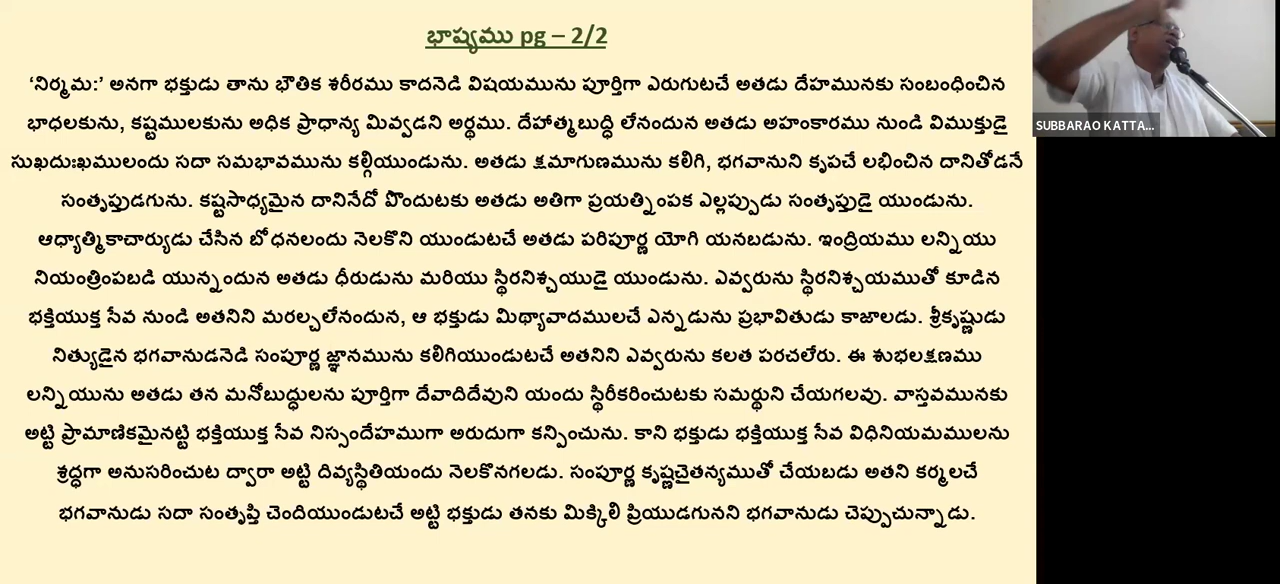 భాష్యము pg – 2/2
‘నిర్మమ:’ అనగా భక్తుడు తాను భౌతిక శరీరము కాదనెడి విషయమును పూర్తిగా ఎరుగుటచే అతడు దేహమునకు సంబంధించిన
భాధలకును, కష్టములకును అధిక ప్రాధాన్య మివ్వడని అర్థము. దేహాత్మబుద్ధి లేనందున అతడు అహంకారము నుండి విముక్తుడై
సుఖదుఃఖములందు సదా సమభావమును కల్గియుండును. అతడు క్షమాగుణమును కలిగి, భగవానుని కృపచే లభించిన దానితోడనే
సంతృప్తుడగును. కష్టసాధ్యమైన దానినేదో పొందుటకు అతడు అతిగా ప్రయత్నింపక ఎల్లప్పుడు సంతృప్తుడై యుండును.
ఆధ్యాత్మికాచార్యుడు చేసిన బోధనలందు నెలకొని యుండుటచే అతడు పరిపూర్ణ యోగి యనబడును. ఇంద్రియము లన్నియు
నియంత్రింపబడి యున్నందున అతడు ధీరుడును మరియు స్థిరనిశ్చయుడై యుండును. ఎవ్వరును స్థిరనిశ్చయముతో కూడిన
భక్తియుక్త సేవ నుండి అతనిని మరల్చలేనందున, ఆ భక్తుడు మిథ్యావాదములచే ఎన్నడును ప్రభావితుడు కాజాలడు. శ్రీకృష్ణుడు
నిత్యుడైన భగవానుడనెడి సంపూర్ణ జ్ఞానమును కలిగియుండుటచే అతనిని ఎవ్వరును కలత పరచలేరు. ఈ శుభలక్షణము
లన్నియును అతడు తన మనోబుద్ధులను పూర్తిగా దేవాదిదేవుని యందు స్థిరీకరించుటకు సమర్థుని చేయగలవు. వాస్తవమునకు
అట్టి ప్రామాణికమైనట్టి భక్తియుక్త సేవ నిస్సందేహముగా అరుదుగా కన్పించును. కాని భక్తుడు భక్తియుక్త సేవ విధినియమములను
శ్రద్ధగా అనుసరించుట ద్వారా అట్టి దివ్యస్థితియందు నెలకొనగలడు. సంపూర్ణ కృష్ణచైతన్యముతో చేయబడు అతని కర్మలచే
భగవానుడు సదా సంతృప్తి చెందియుండుటచే అట్టి భక్తుడు తనకు మిక్కిలి ప్రియుడగునని భగవానుడు చెప్పుచున్నాడు.
SUBBARAO KATTA...